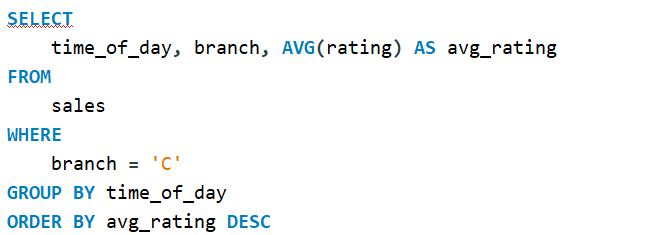 SELECT
time_of_day, branch, AVG(rating) AS avg_rating
FROM
sales
WHERE
branch = 'C'
GROUP BY time_of_day
ORDER BY avg_rating DESC